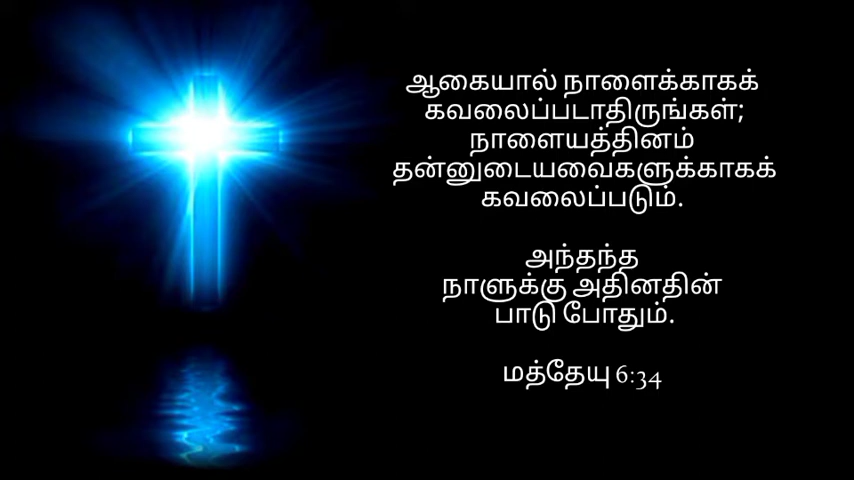 ஆகையால் நாளைக்காகக்
கவலைப்படாதிருங்கள்;
நாளையத்தினம்
தன்னுடையவைகளுக்காகக்
கவலைப்படும்.
அந்தந்த
நாளுக்கு அதினதின்
பாடு போதும்.
மத்தேயு 6:34